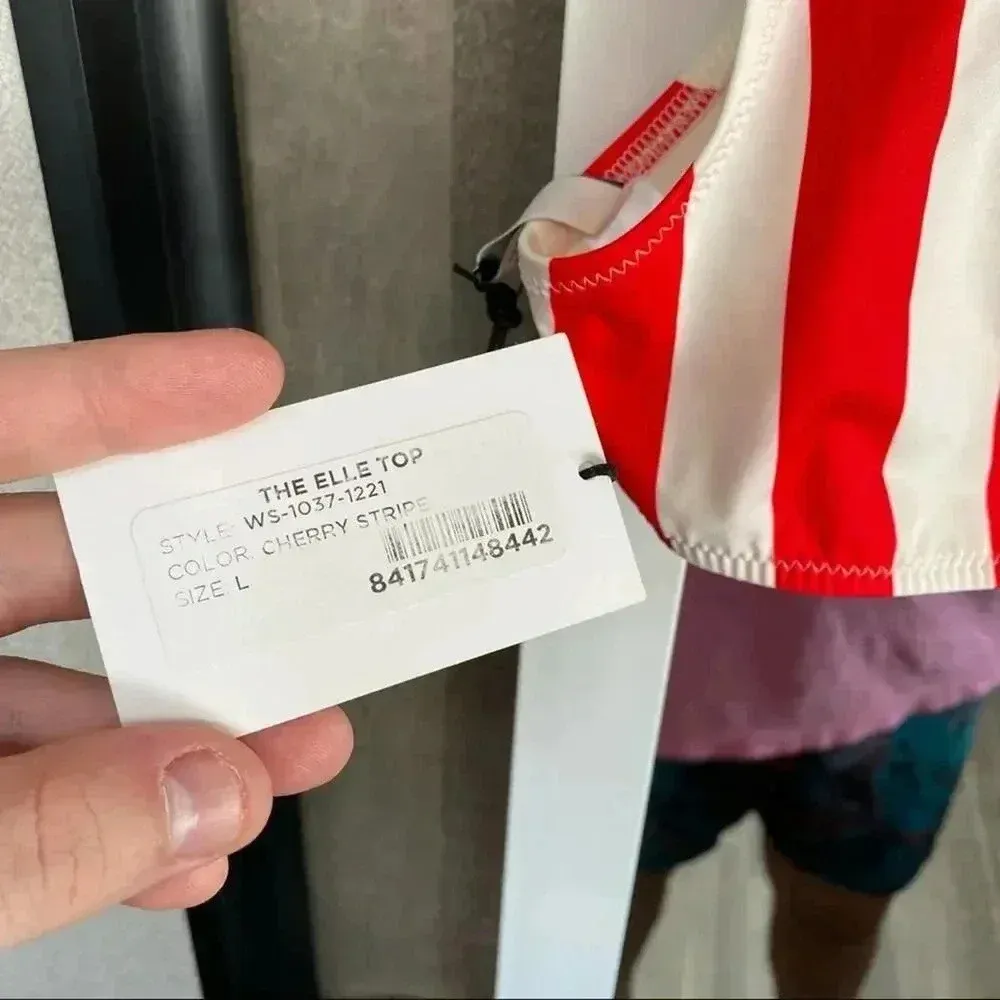 THE ELLE TOP
STYLE: WS-1037-1221
COLOR: CHERRY STRIPE
SIZE: L
841741148442